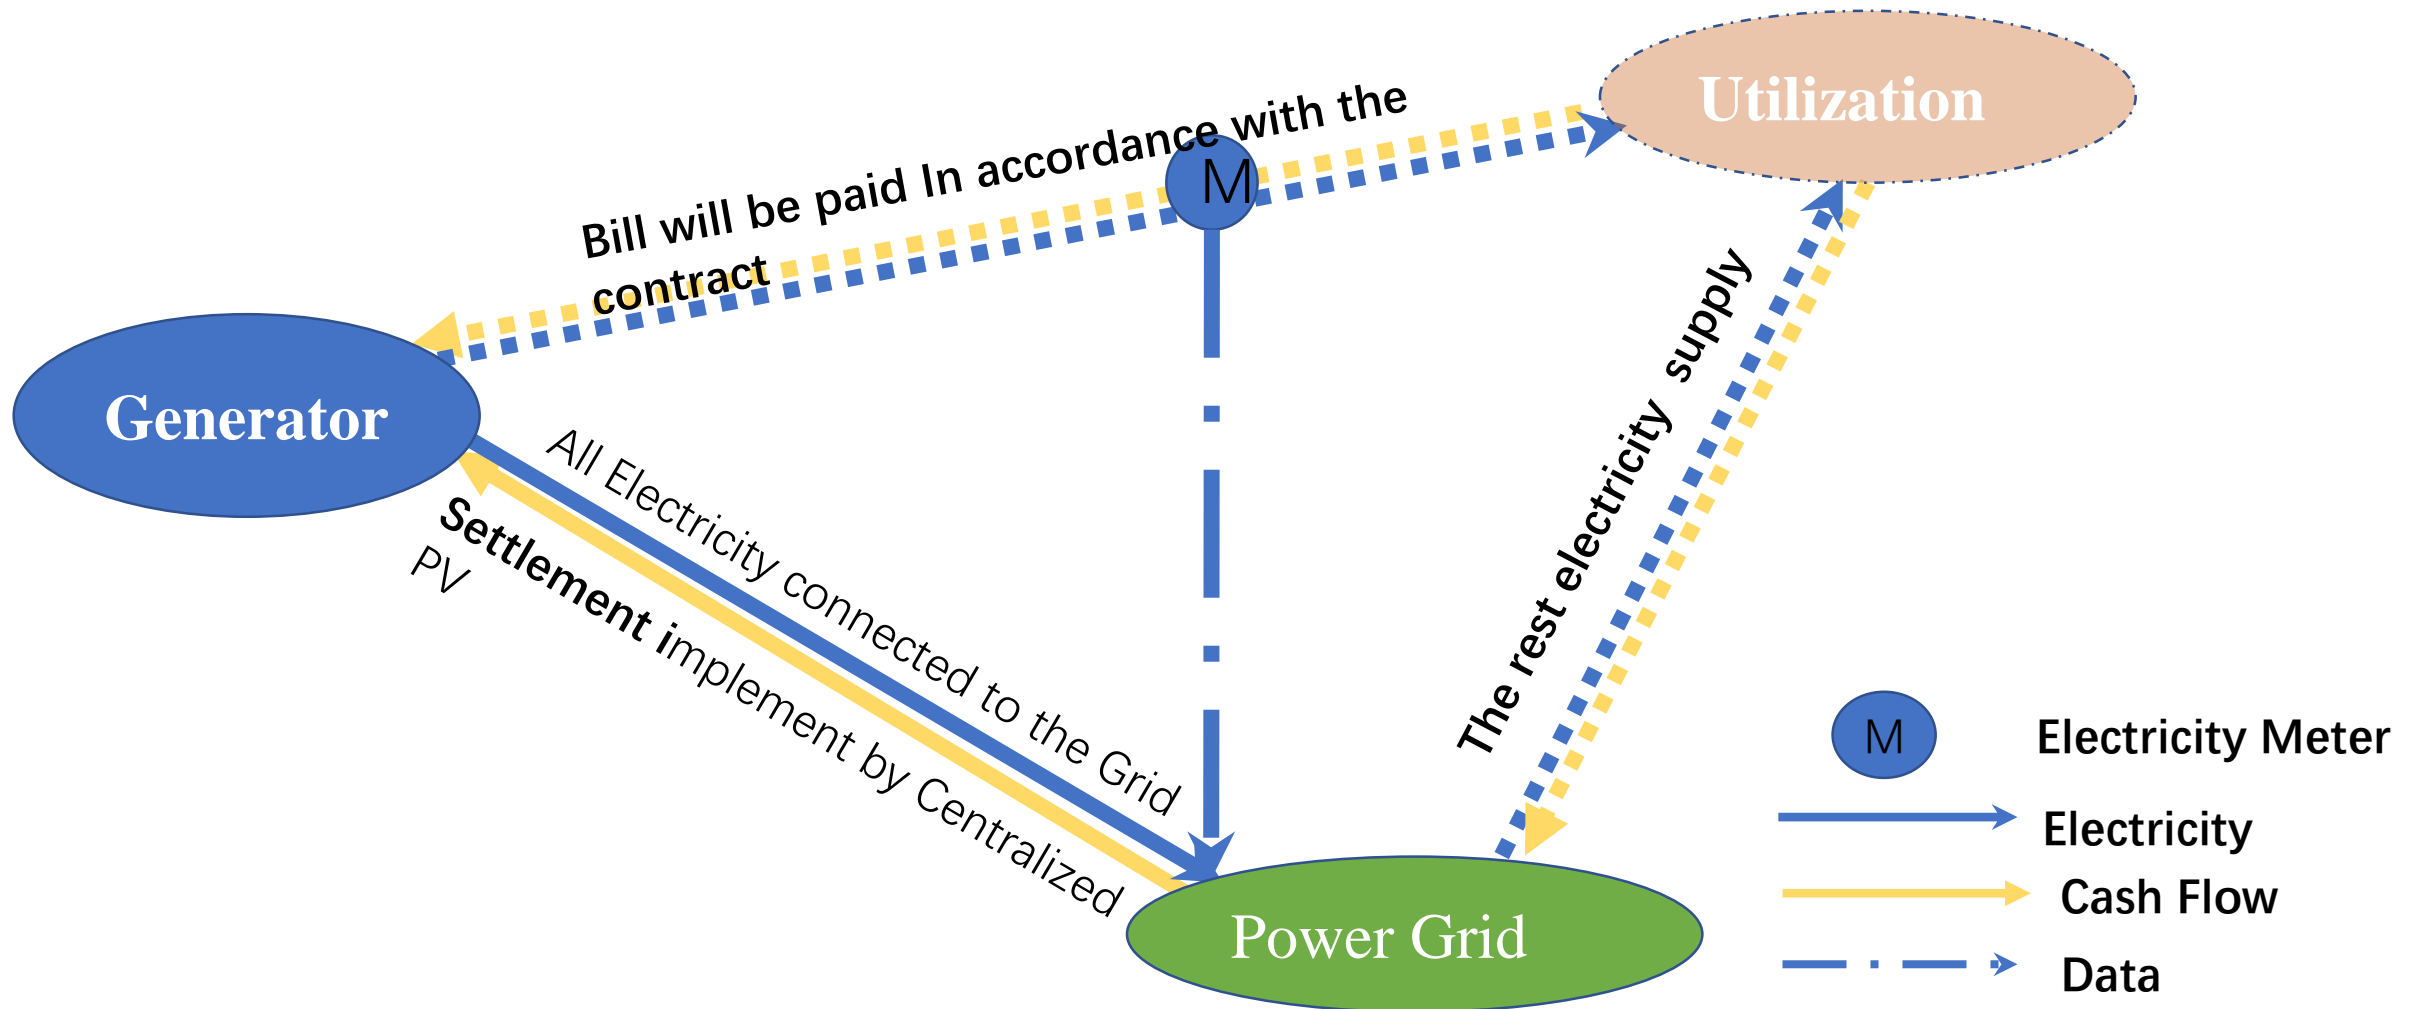 Utilization
Bill will be paid In accordance with the
contract
M
Generator
All Electricity connected to the Grid
Settlement implement by Centralized
PV
The rest electricity supply
Power Grid
M
Electricity Meter
Electricity
Cash Flow
Data